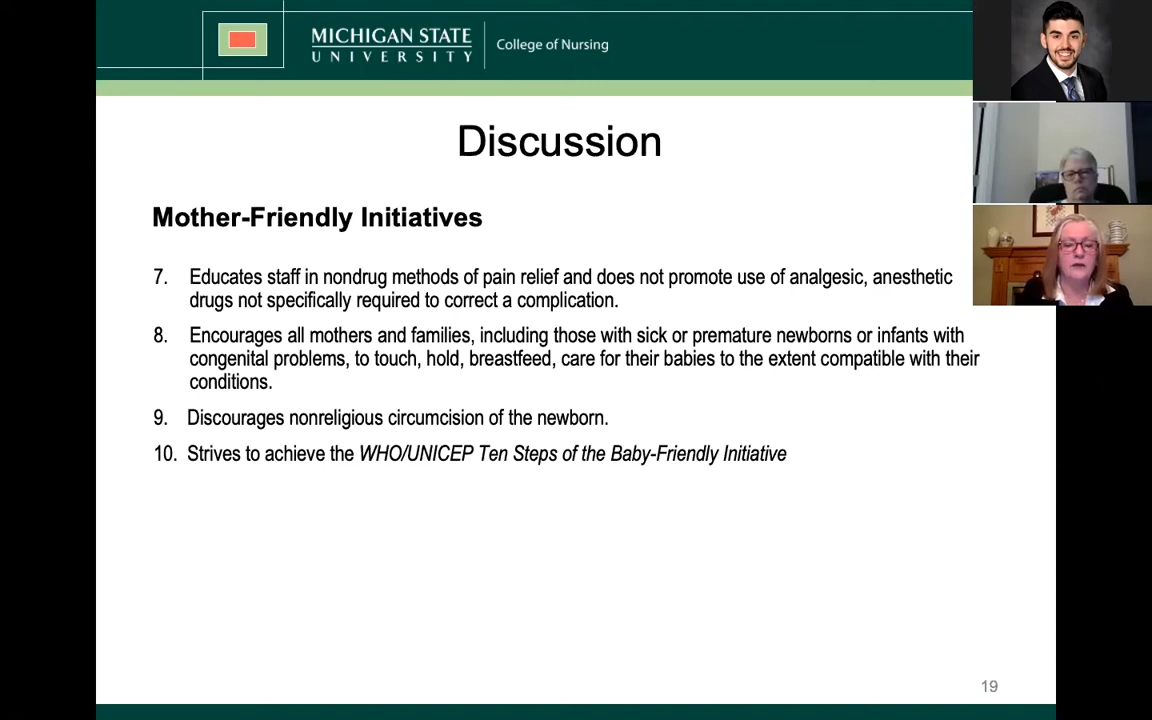 MICHIGAN STATE
UNIVERSITY
College of Nursing
Discussion
Mother-Friendly Initiatives
7. Educates staff in nondrug methods of pain relief and does not promote use of analgesic, anesthetic
drugs not specifically required to correct a complication.
8. Encourages all mothers and families, including those with sick or premature newborns or infants with
congenital problems, to touch, hold, breastfeed, care for their babies to the extent compatible with their
conditions.
9. Discourages nonreligious circumcision of the newborn.
10. Strives to achieve the WHO/UNICEP Ten Steps of the Baby-Friendly Initiative
19